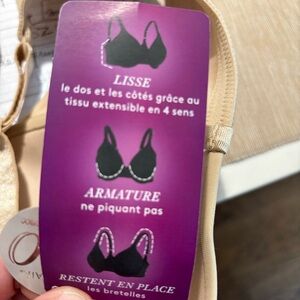 LISSE
le dos et les côtés grâce au
tissu extensible en 4 sens
ARMATURE
ne piquant pas
RESTENT EN PLACE
les bretelles